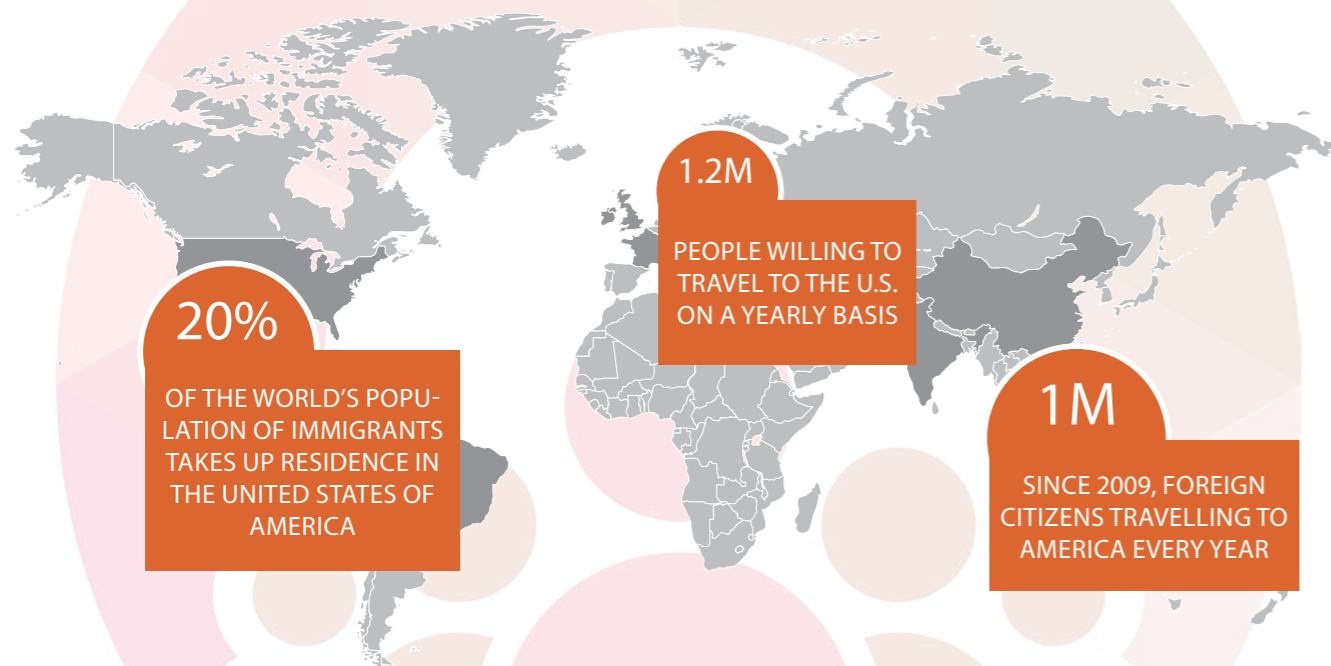 20%
OF THE WORLD'S POPU-
LATION OF IMMIGRANTS
TAKES UP RESIDENCE IN
THE UNITED STATES OF
AMERICA
1.2M
PEOPLE WILLING TO
TRAVEL TO THE U.S.
ON A YEARLY BASIS
1M
SINCE 2009, FOREIGN
CITIZENS TRAVELLING TO
AMERICA EVERY YEAR